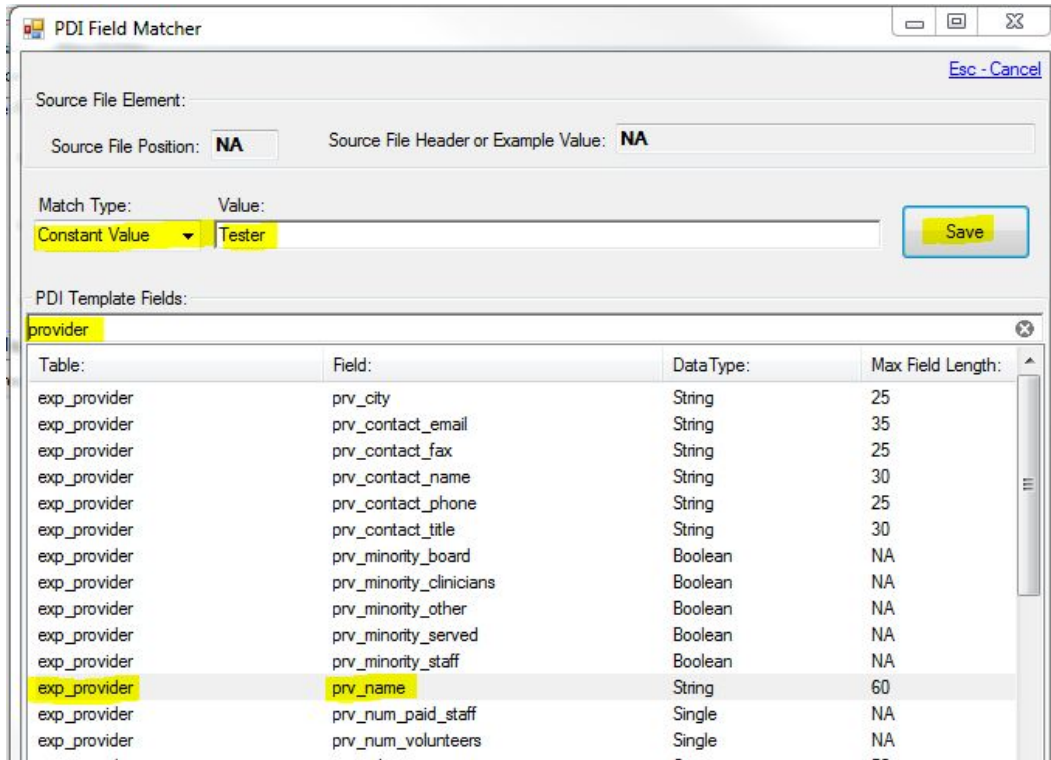 PDI Field Matcher
Esc - Cancel
Source File Element:
Source File Position: NA Source File Header or Example Value: NA
Match Type: Value:
Constant Value Tester Save
PDI Template Fields:
provider
Table: Field: DataType: Max Field Length:
exp_provider prv_city String 25
exp_provider prv_contact_email String 35
exp_provider prv_contact_fax String 25
exp_provider prv_contact_name String 30
exp_provider prv_contact_phone String 25
exp_provider prv_contact_title String 30
exp_provider prv_minority_board Boolean NA
exp_provider prv_minority_clinicians Boolean NA
exp_provider prv_minority_other Boolean NA
exp_provider prv_minority_served Boolean NA
exp_provider prv_minority_staff Boolean NA
exp_provider prv_name String 60
exp_provider prv_num_paid_staff Single NA
exp_provider prv_num_volunteers Single NA